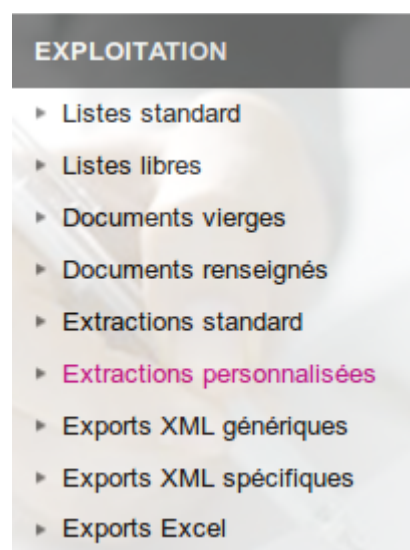 EXPLOITATION
Listes standard
Listes libres
Documents vierges
Documents renseignés
Extractions standard
Extractions personnalisées
Exports XML génériques
Exports XML spécifiques
Exports Excel